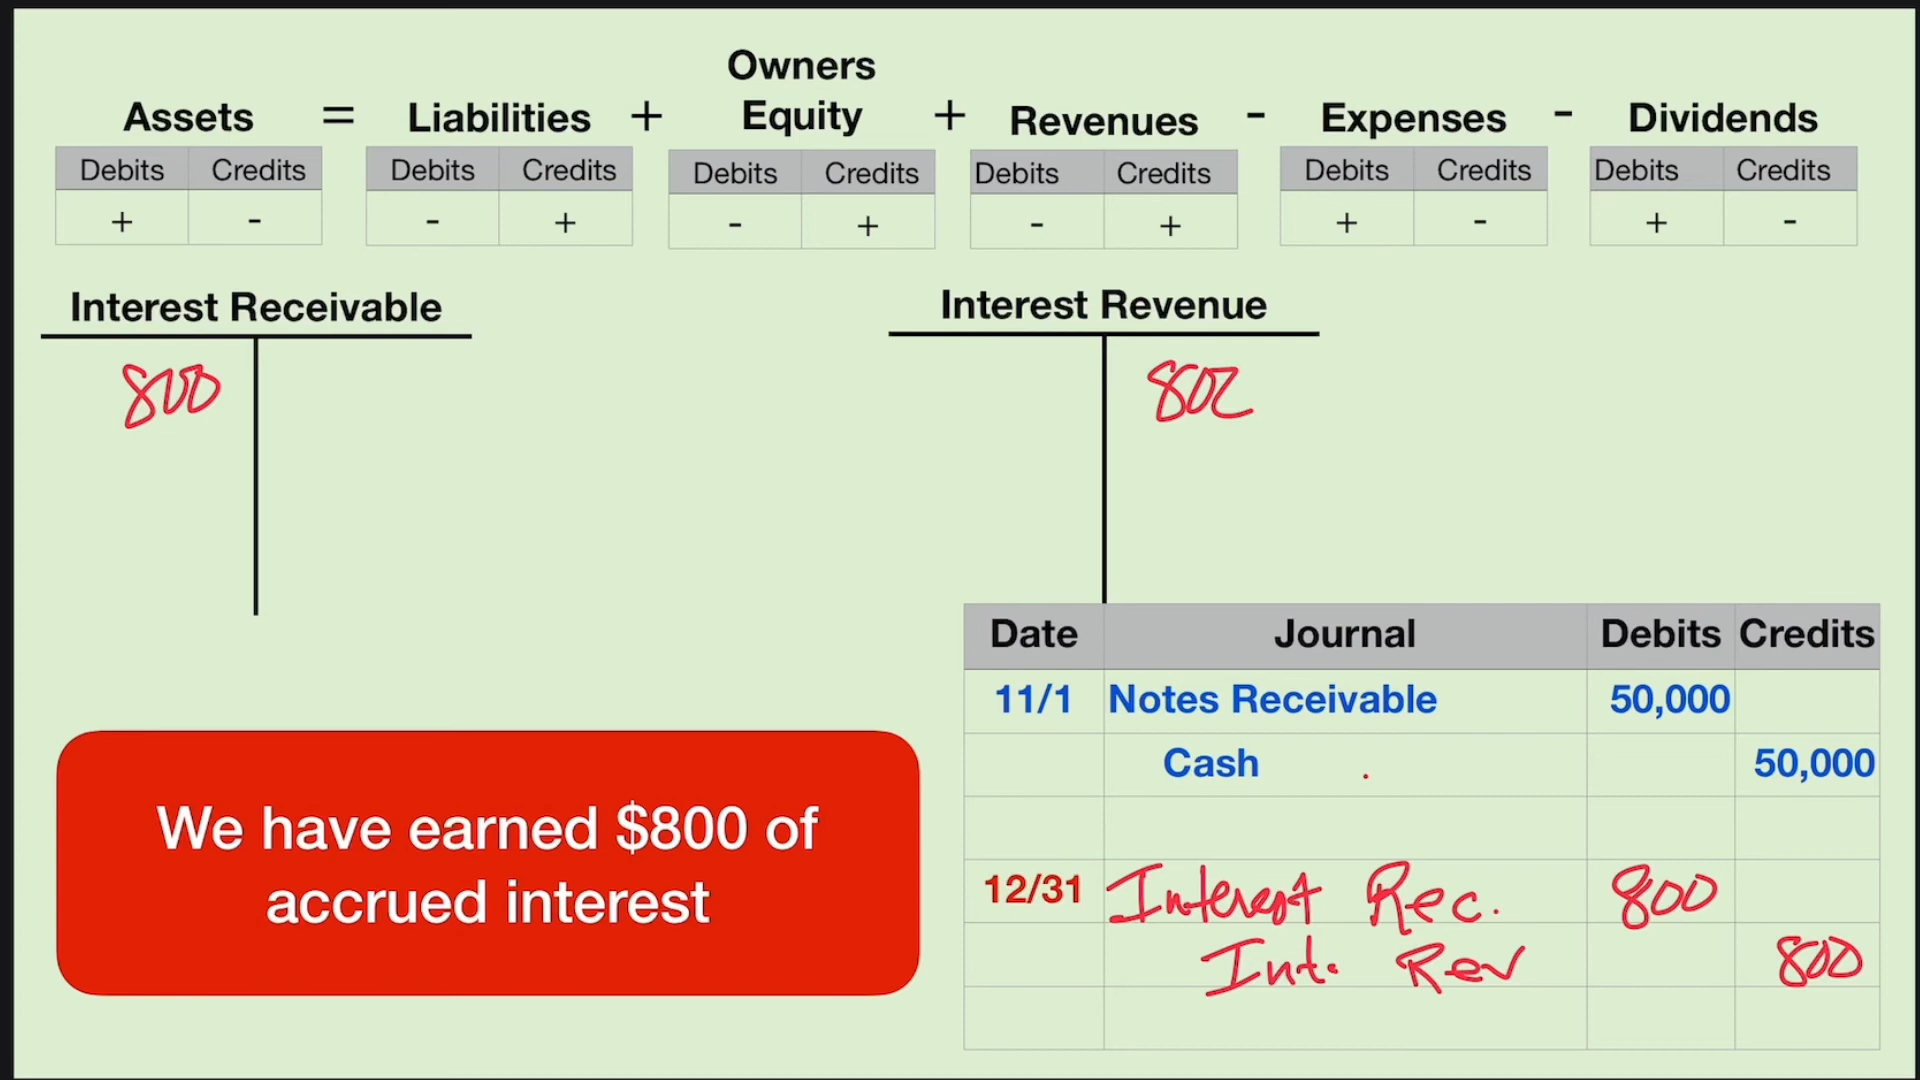 Owners
Assets = Liabilities + Equity + Revenues - Expenses - Dividends
Debits Credits Debits Credits Debits Credits Debits Credits Debits Credits Debits Credits
+ - - + - + - + + - + -
Interest Receivable Interest Revenue
800 800
Date Journal Debits Credits
11/1 Notes Receivable 50,000
Cash 50,000
We have earned $800 of
accrued interest
12/31 Interest Rec. 800
Int. Rev 800